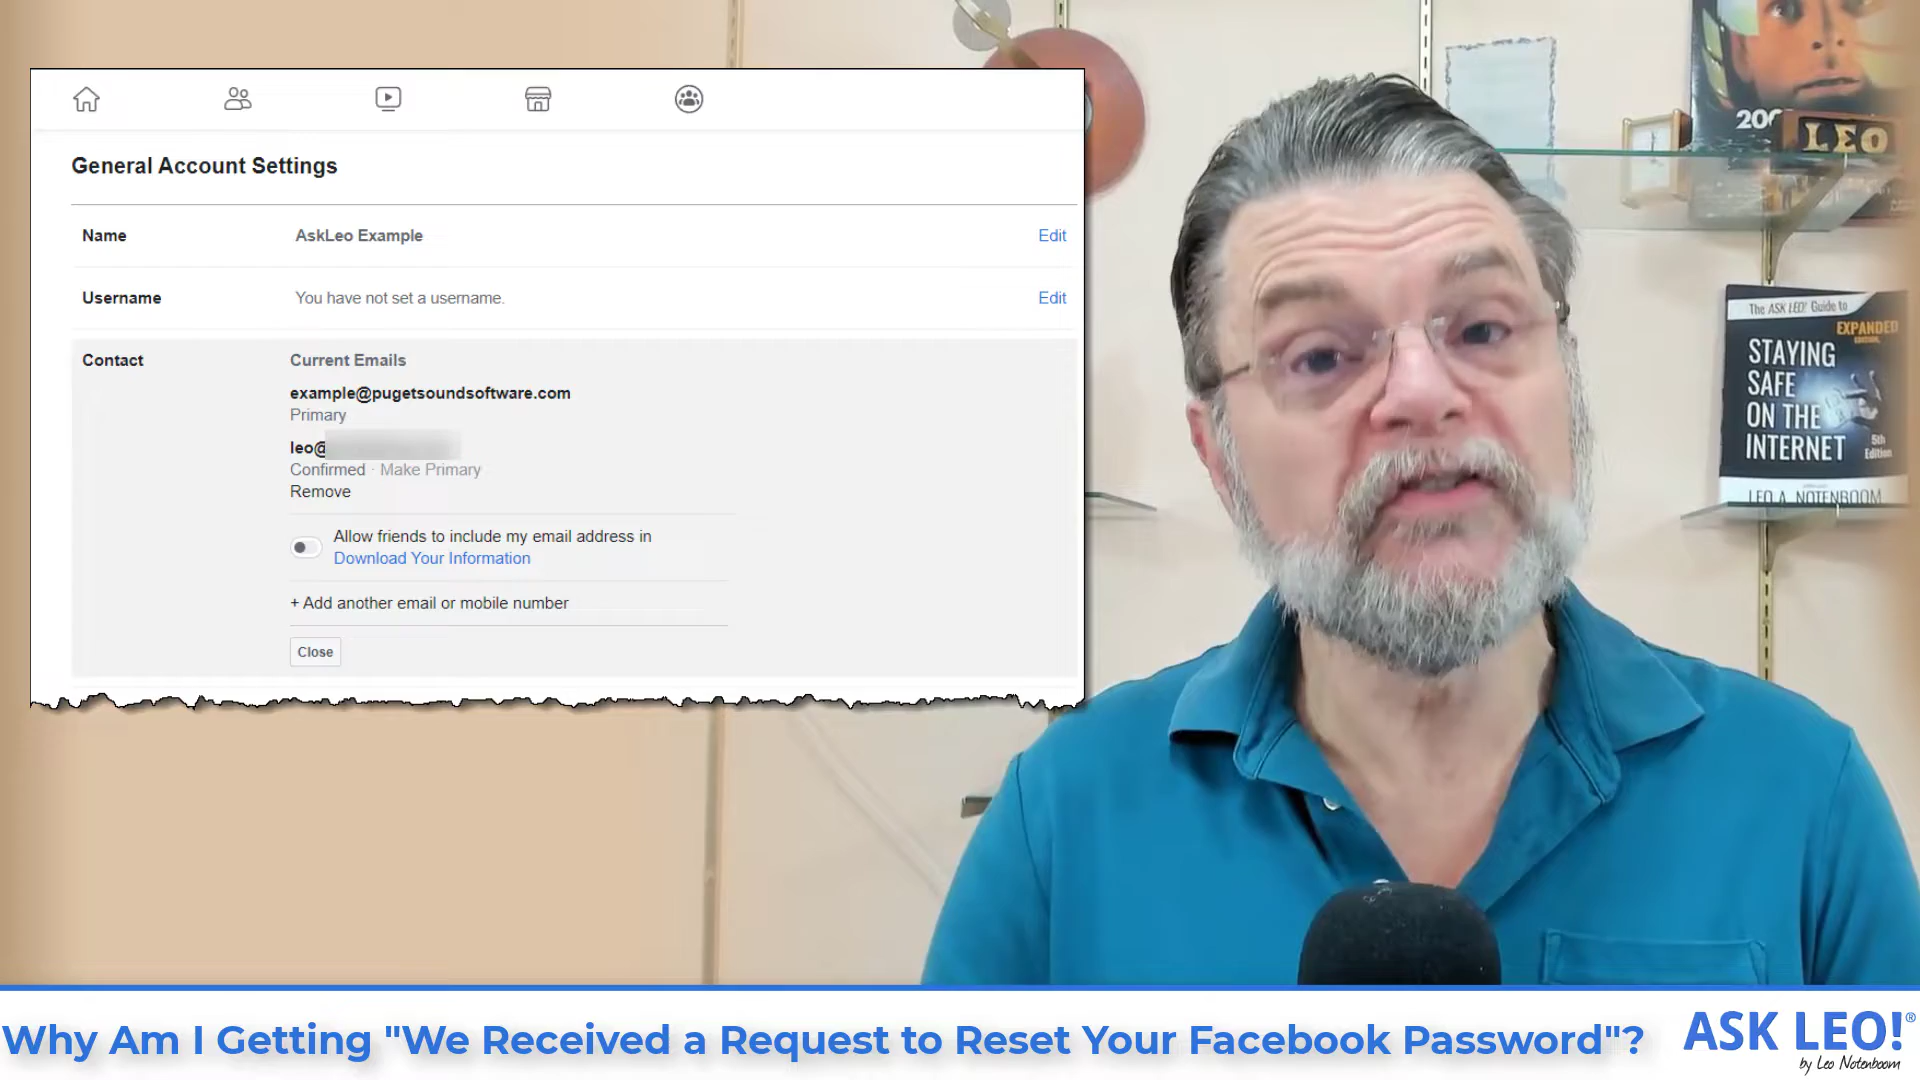 General Account Settings
Name AskLeo Example Edit
Username You have not set a username. Edit
Contact Current Emails
example@pugetsoundsoftware.com
Primary
leo@
Confirmed · Make Primary
Remove
Allow friends to include my email address in
Download Your Information
+ Add another email or mobile number
Close
200
LEO
The ASK LEO! Guide to
EXPANDED
EDITION
STAYING
SAFE
ON THE
INTERNET
5th
Edition
LEO A. NOTENBOOM
Why Am I Getting "We Received a Request to Reset Your Facebook Password"?
ASK LEO!®
by Leo Notenboom